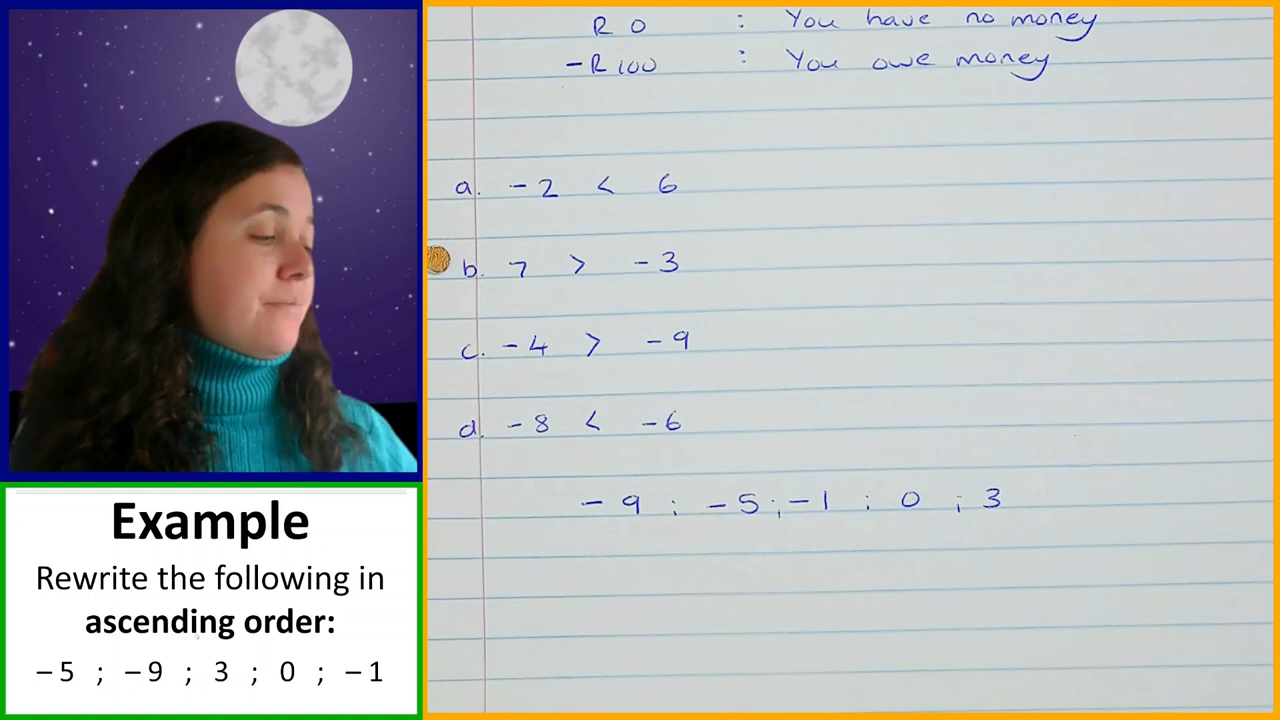 R 0 : You have no money
-R100 : You owe money
a. -2 < 6
b. 7 > -3
c. -4 > -9
d. -8 < -6
-9 ; -5 ; -1 ; 0 ; 3
Example
Rewrite the following in
ascending order:
–5 ; –9 ; 3 ; 0 ; –1